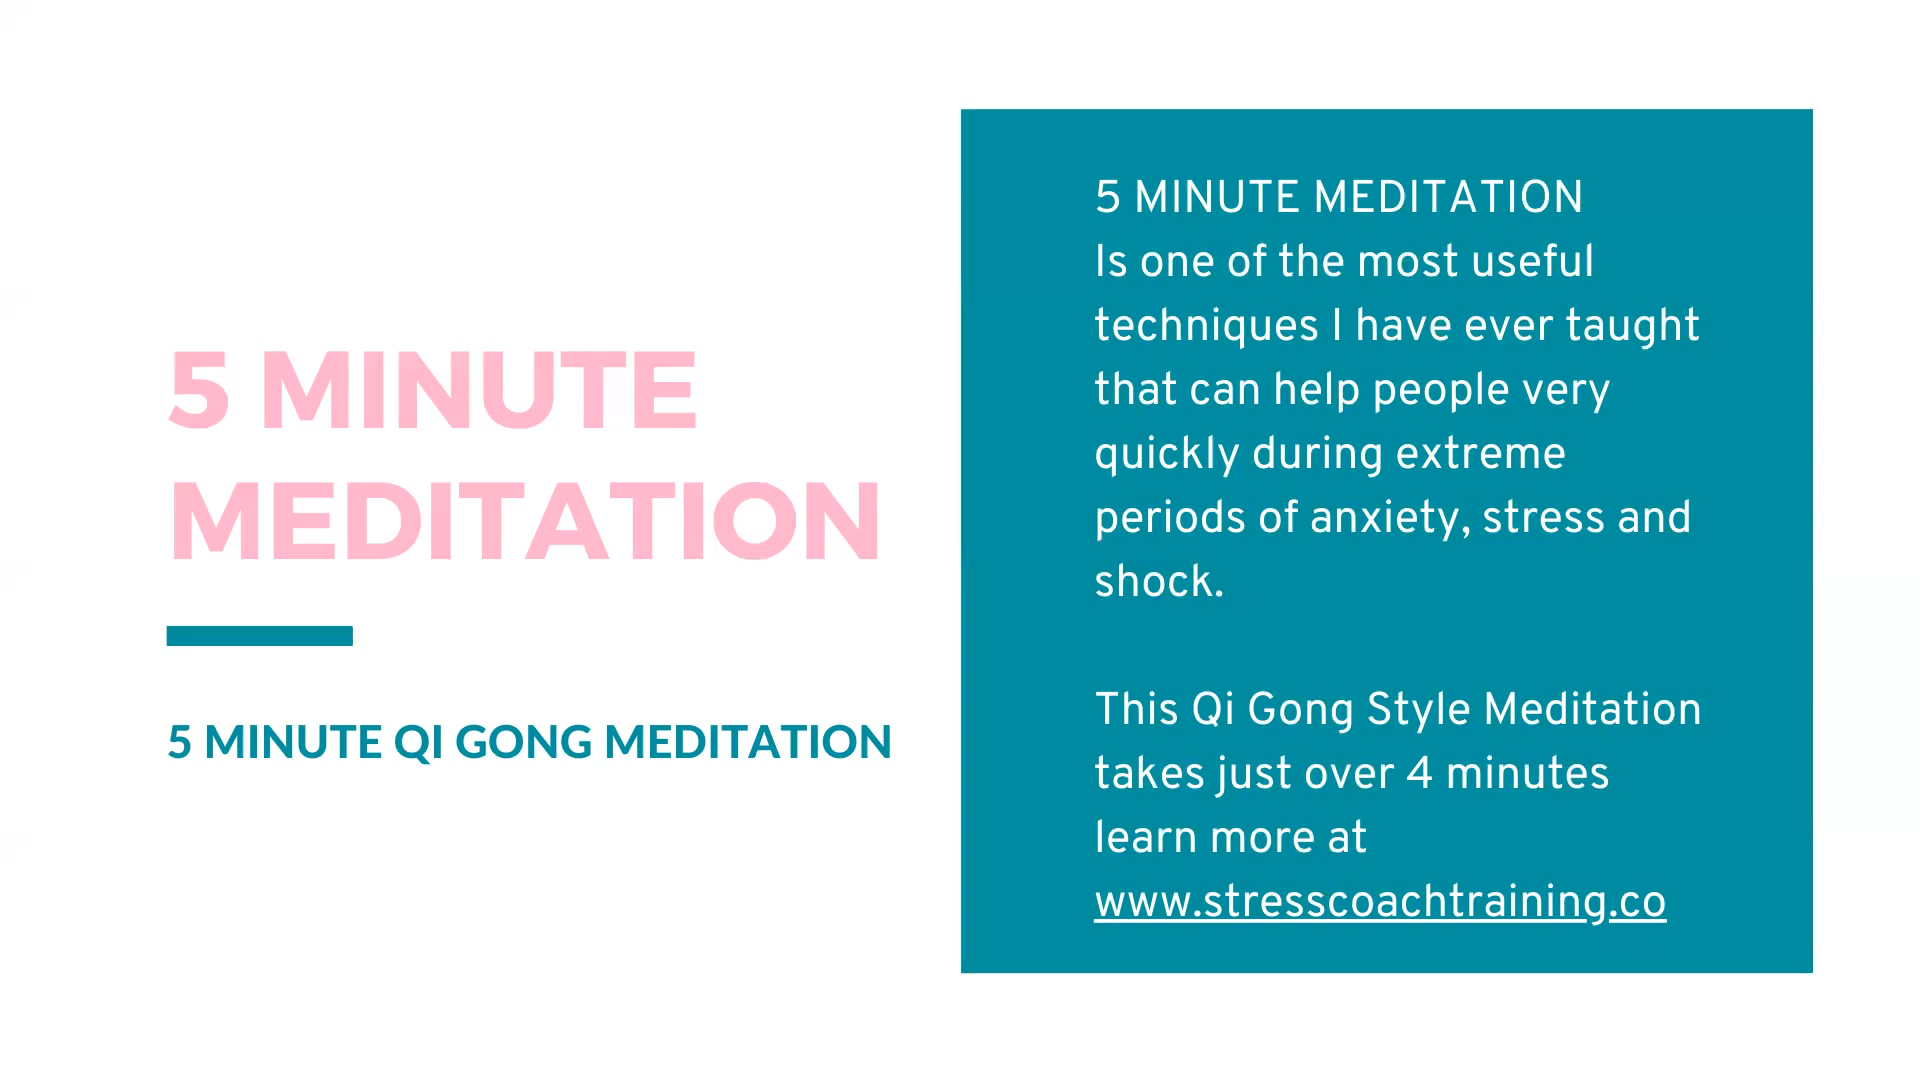 5 MINUTE
MEDITATION
5 MINUTE QI GONG MEDITATION
5 MINUTE MEDITATION
Is one of the most useful
techniques I have ever taught
that can help people very
quickly during extreme
periods of anxiety, stress and
shock.
This Qi Gong Style Meditation
takes just over 4 minutes
learn more at
www.stresscoachtraining.co